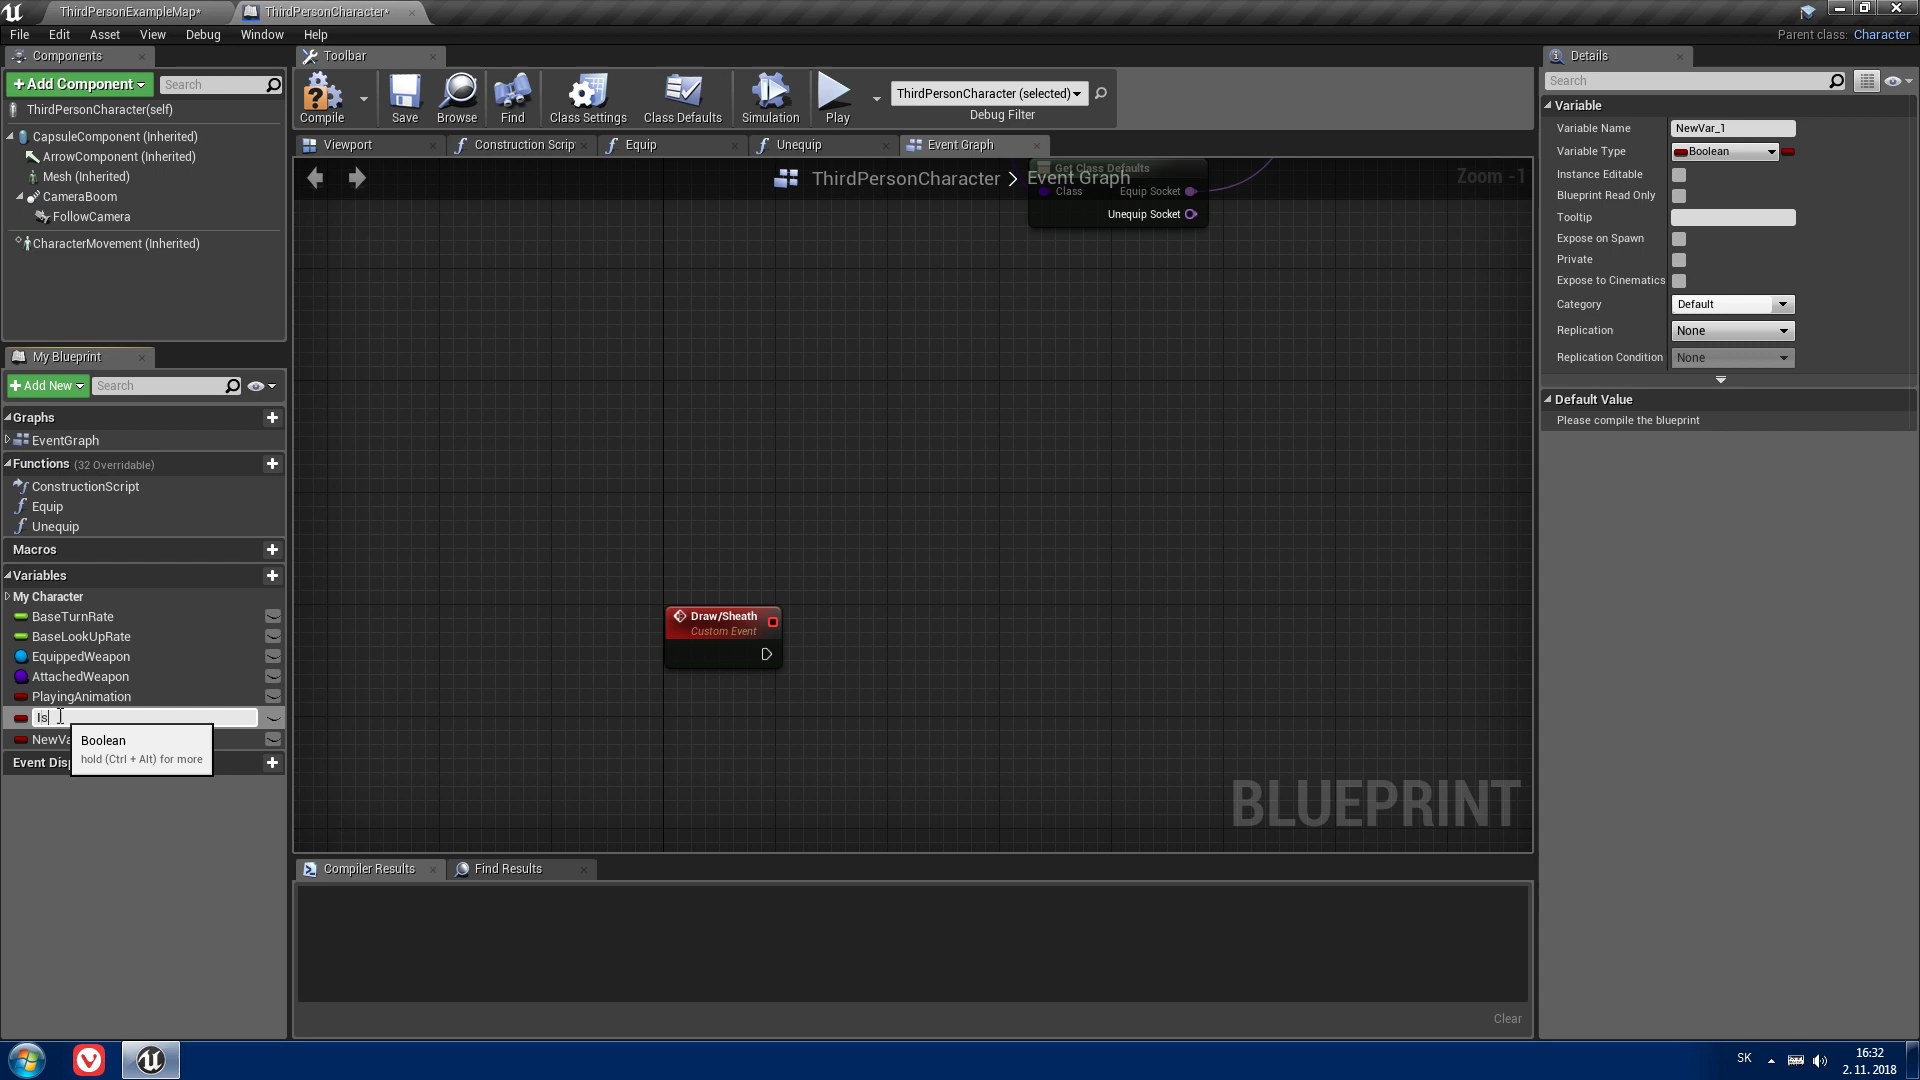 ThirdPersonExampleMap*
ThirdPersonCharacter*
File Edit Asset View Debug Window Help
Parent class: Character
Components
+Add Component
Search
ThirdPersonCharacter(self)
CapsuleComponent (Inherited)
ArrowComponent (Inherited)
Mesh (Inherited)
CameraBoom
FollowCamera
CharacterMovement (Inherited)
My Blueprint
+Add New
Search
Graphs
EventGraph
Functions (32 Overridable)
ConstructionScript
Equip
Unequip
Macros
Variables
My Character
BaseTurnRate
BaseLookUpRate
EquippedWeapon
AttachedWeapon
PlayingAnimation
Is
NewVa
Boolean
hold (Ctrl + Alt) for more
Event Disp
Toolbar
Compile
Save
Browse
Find
Class Settings
Class Defaults
Simulation
Play
ThirdPersonCharacter (selected)
Debug Filter
Viewport
Construction Scrip
Equip
Unequip
Event Graph
ThirdPersonCharacter > Event Graph
Zoom -1
Get Class Defaults
Class Equip Socket
Unequip Socket
Draw/Sheath
Custom Event
BLUEPRINT
Compiler Results
Find Results
Clear
Details
Search
Variable
Variable Name NewVar_1
Variable Type Boolean
Instance Editable
Blueprint Read Only
Tooltip
Expose on Spawn
Private
Expose to Cinematics
Category Default
Replication None
Replication Condition None
Default Value
Please compile the blueprint
SK
16:32
2. 11. 2018